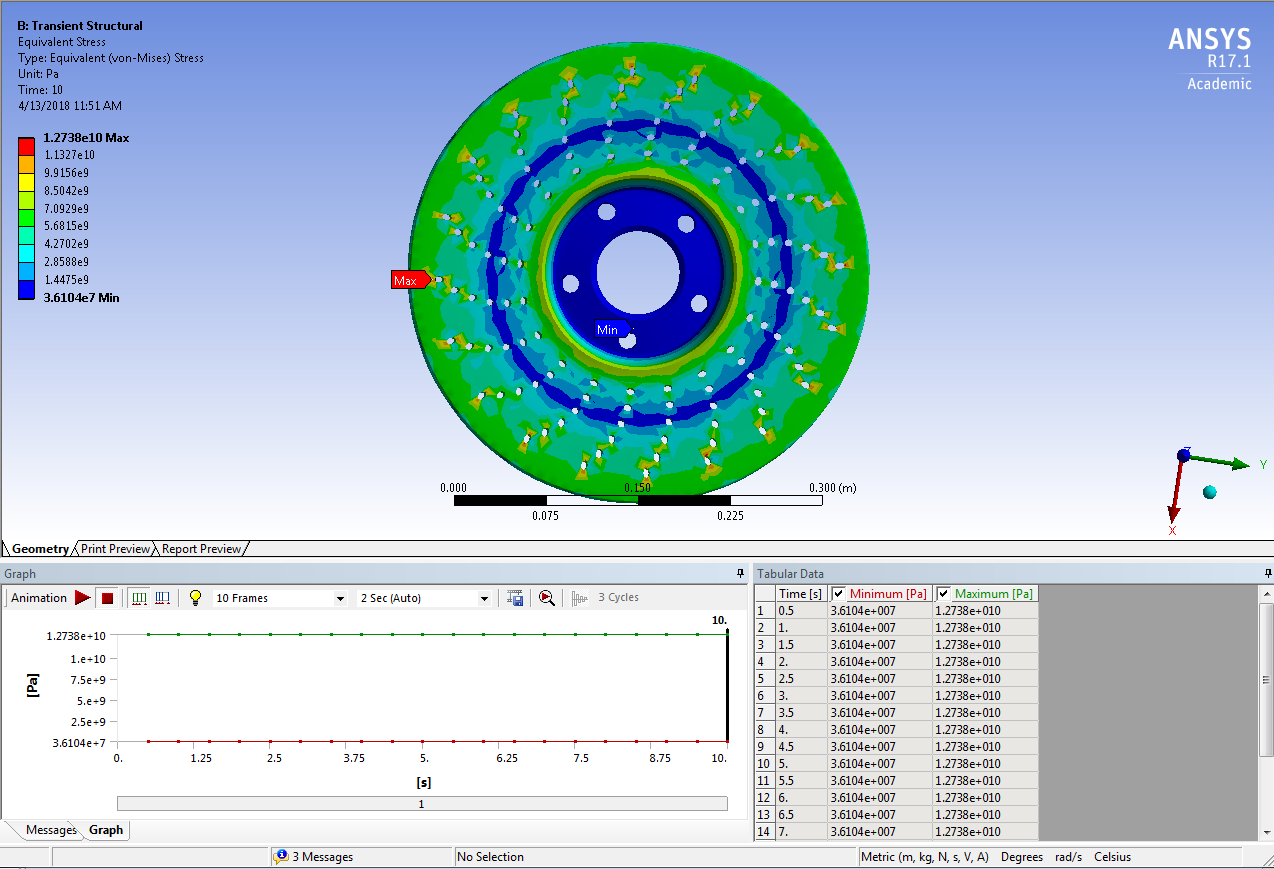 B: Transient Structural
Equivalent Stress
Type: Equivalent (von-Mises) Stress
Unit: Pa
Time: 10
4/13/2018 11:51 AM
1.2738e10 Max
1.1327e10
9.9156e9
8.5042e9
7.0929e9
5.6815e9
4.2702e9
2.8588e9
1.4475e9
3.6104e7 Min
ANSYS
R17.1
Academic
Max
Min
0.000 0.150 0.300 (m)
0.075 0.225
Z
Y
X
Geometry Print Preview Report Preview
Graph
Animation 10 Frames 2 Sec (Auto) 3 Cycles
10.
1.2738e+10
1.e+10
7.5e+9
5.e+9
2.5e+9
3.6104e+7
[Pa]
0. 1.25 2.5 3.75 5. 6.25 7.5 8.75 10.
[s]
1
Messages Graph
Tabular Data
Time [s] Minimum [Pa] Maximum [Pa]
1 0.5 3.6104e+007 1.2738e+010
2 1. 3.6104e+007 1.2738e+010
3 1.5 3.6104e+007 1.2738e+010
4 2. 3.6104e+007 1.2738e+010
5 2.5 3.6104e+007 1.2738e+010
6 3. 3.6104e+007 1.2738e+010
7 3.5 3.6104e+007 1.2738e+010
8 4. 3.6104e+007 1.2738e+010
9 4.5 3.6104e+007 1.2738e+010
10 5. 3.6104e+007 1.2738e+010
11 5.5 3.6104e+007 1.2738e+010
12 6. 3.6104e+007 1.2738e+010
13 6.5 3.6104e+007 1.2738e+010
14 7. 3.6104e+007 1.2738e+010
3 Messages No Selection Metric (m, kg, N, s, V, A) Degrees rad/s Celsius